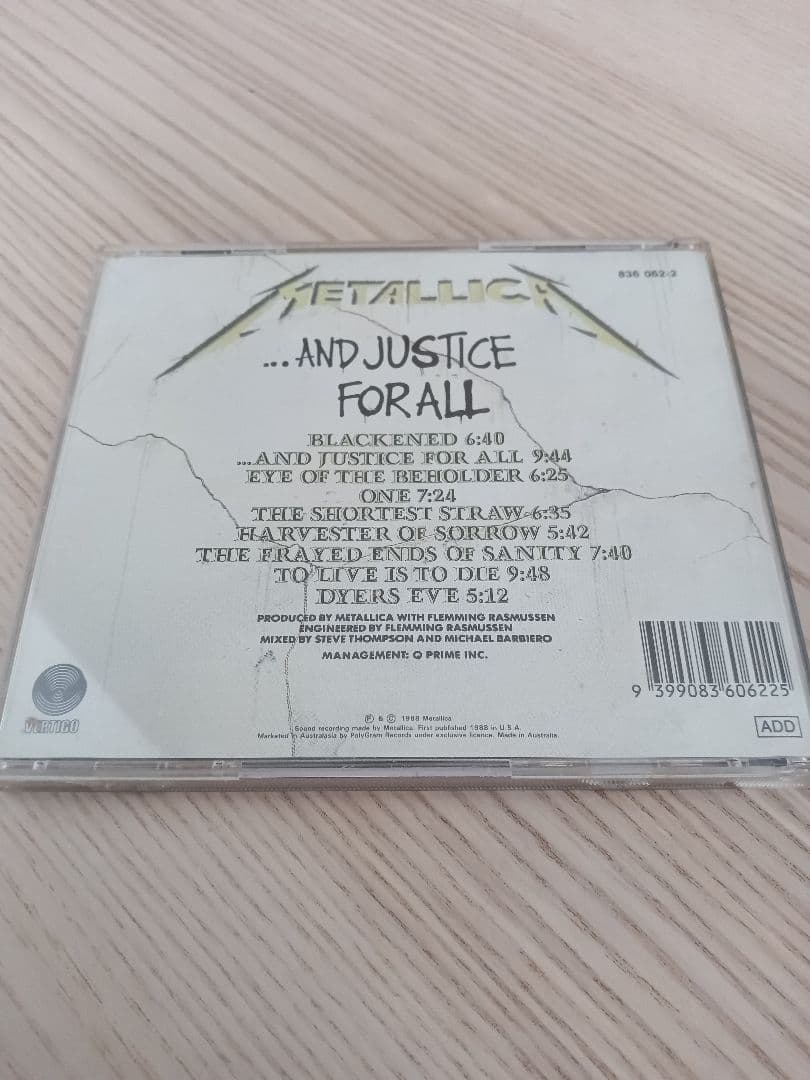 836 062-2
METALLICA
...AND JUSTICE
FOR ALL
BLACKENED 6:40
...AND JUSTICE FOR ALL 9:44
EYE OF THE BEHOLDER 6:25
ONE 7:24
THE SHORTEST STRAW 6:35
HARVESTER OF SORROW 5:42
THE FRAYED ENDS OF SANITY 7:40
TO LIVE IS TO DIE 9:48
DYERS EVE 5:12
PRODUCED BY METALLICA WITH FLEMMING RASMUSSEN
ENGINEERED BY FLEMMING RASMUSSEN
MIXED BY STEVE THOMPSON AND MICHAEL BARBIERO
MANAGEMENT: Q PRIME INC.
9 399083 606225
VERTIGO
℗ & © 1988 Metallica
Sound recording made by Metallica. First published 1988 in U.S.A.
Marketed in Australasia by PolyGram Records under exclusive licence. Made in Australia.
ADD